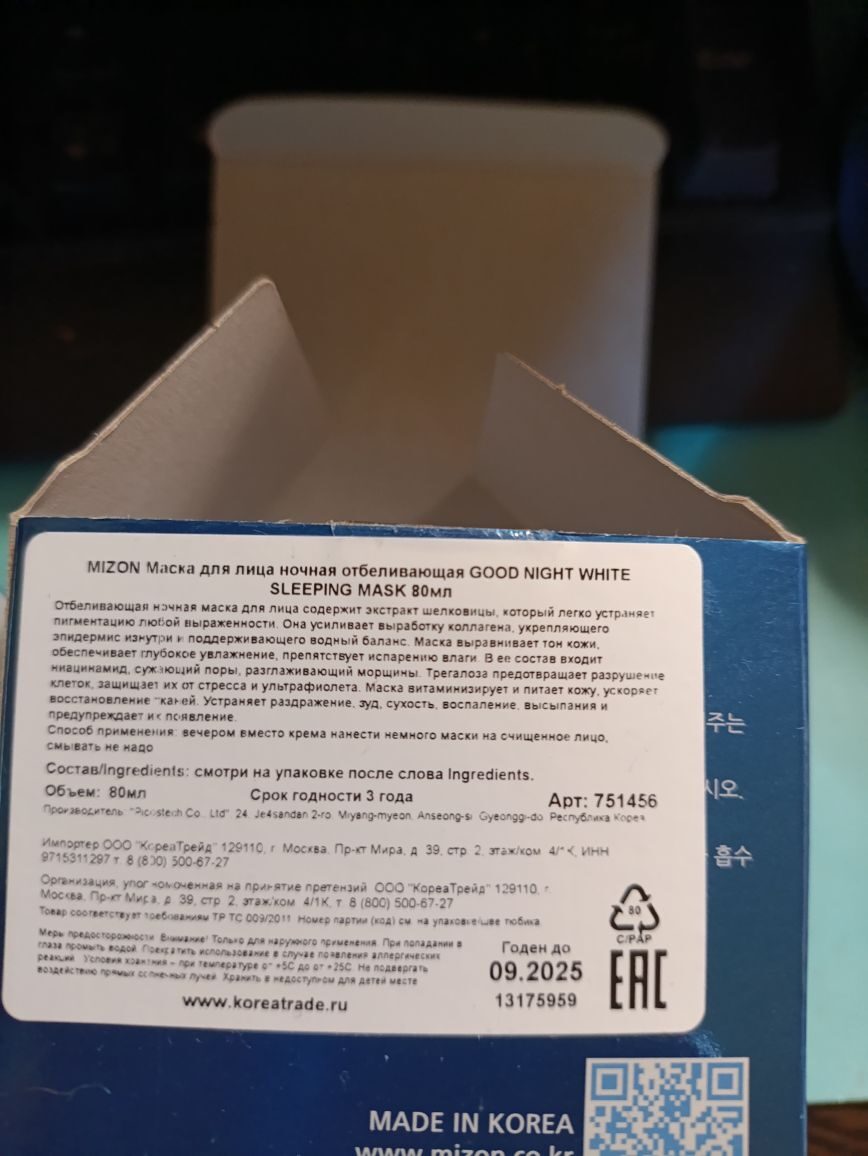 MIZON Маска для лица ночная отбеливающая GOOD NIGHT WHITE
SLEEPING MASK 80мл
Отбеливающая ночная маска для лица содержит экстракт шелковицы, который легко устраняет
пигментацию любой выраженности. Она усиливает выработку коллагена, укрепляющего
эпидермис изнутри и поддерживающего водный баланс. Маска выравнивает тон кожи,
обеспечивает глубокое увлажнение, препятствует испарению влаги. В ее состав входит
ниацинамид, сужающий поры, разглаживающий морщины. Трегалоза предотвращает разрушение
клеток, защищает их от стресса и ультрафиолета. Маска витаминизирует и питает кожу, ускоряет
восстановление тканей. Устраняет раздражение, зуд, сухость, воспаление, высыпания и
предупреждает их появление.
Способ применения: вечером вместо крема нанести немного маски на очищенное лицо,
смывать не надо
Состав/Ingredients: смотри на упаковке после слова Ingredients.
Объем: 80мл Срок годности 3 года Арт: 751456
Производитель: "Picostech Co., Ltd" 24, Je4sandan 2-ro, Miyang-myeon, Anseong-si, Gyeonggi-do, Республика Корея
Импортер ООО "КореаТрейд" 129110, г. Москва, Пр-кт Мира, д. 39, стр. 2, этаж/ком. 4/1К, ИНН
9715311297 т. 8 (800) 500-67-27
Организация, уполномоченная на принятие претензий: ООО "КореаТрейд" 129110, г.
Москва, Пр-кт Мира, д. 39, стр. 2, этаж/ком. 4/1К, т. 8 (800) 500-67-27
Товар соответствует требованиям ТР ТС 009/2011. Номер партии (код) см. на упаковке/шве тюбика
Меры предосторожности: Внимание! Только для наружного применения. При попадании в
глаза промыть водой. Прекратить использование в случае появления аллергических
реакций. Условия хранения – при температуре от +5С до от +25С. Не подвергать
воздействию прямых солнечных лучей. Хранить в недоступном для детей месте
www.koreatrade.ru
Годен до
09.2025
13175959
80
C/PAP
EAC
주는
시오.
흡수
MADE IN KOREA
www.mizon.co.kr